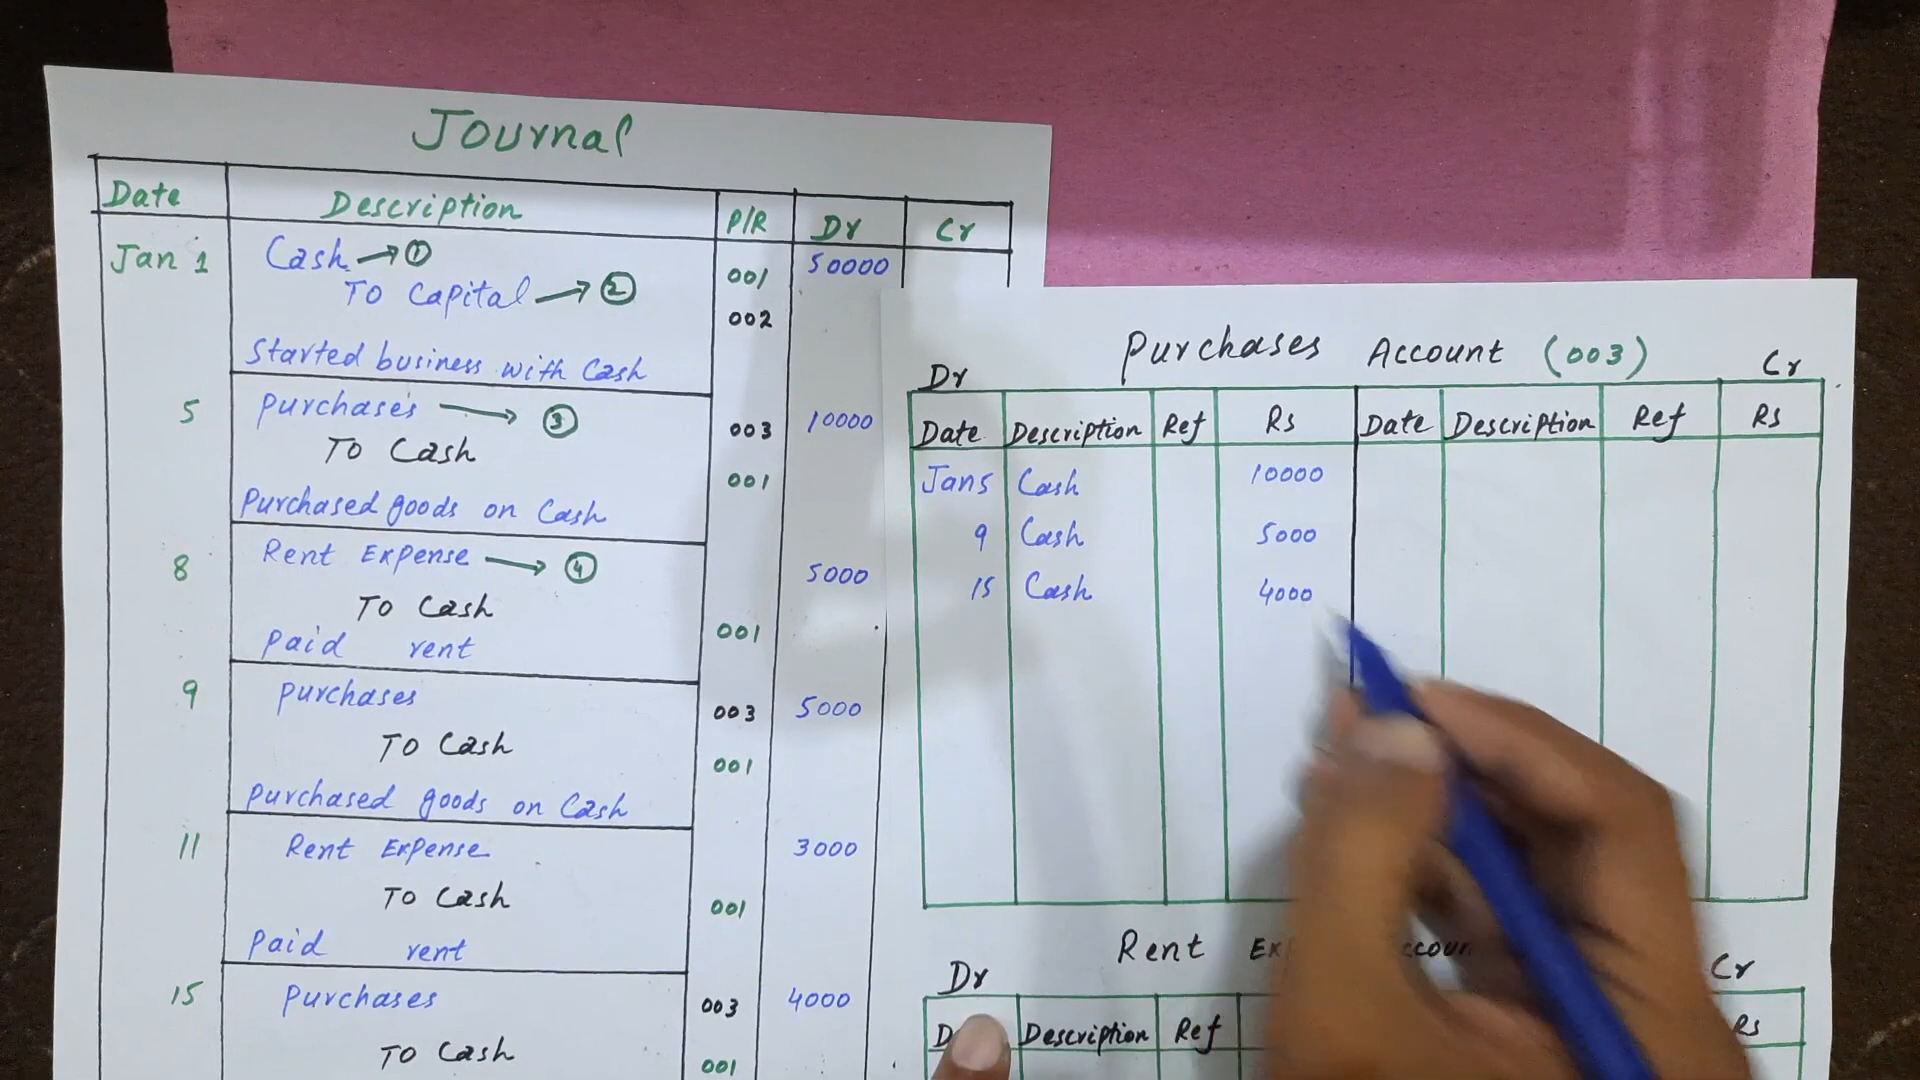 Journal
Date Description P/R Dr Cr
Jan 1 Cash → ① 001 50000
To Capital → ② 002
Started business with Cash
5 Purchases → ③ 003 10000
To Cash 001
Purchased goods on Cash
8 Rent Expense → ④ 5000
To Cash 001
Paid rent
9 Purchases 003 5000
To Cash 001
Purchased goods on Cash
11 Rent Expense 3000
To Cash 001
Paid rent
15 Purchases 003 4000
To Cash 001
Purchases Account (003)
Dr Cr
Date Description Ref Rs Date Description Ref Rs
Jan 5 Cash 10000
9 Cash 5000
15 Cash 4000
Rent
Dr Cr
Description Ref Rs